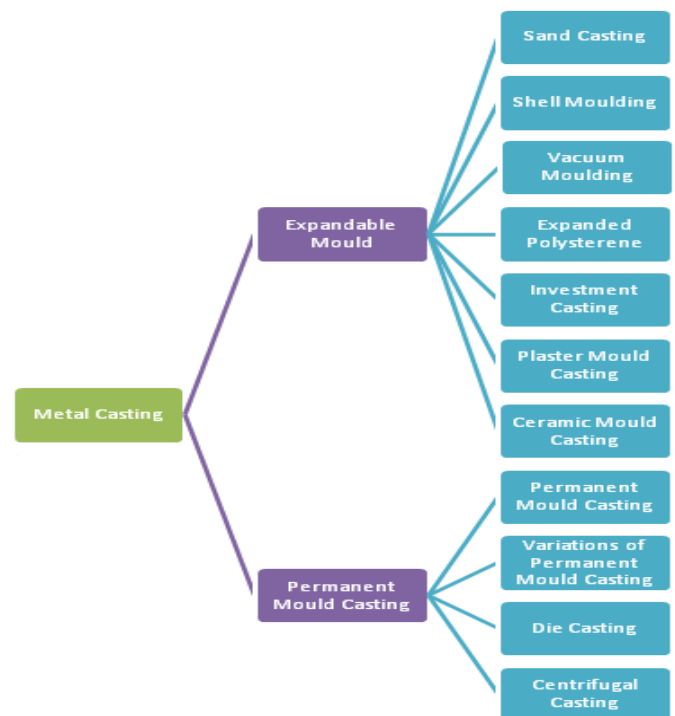 Sand Casting
Shell Moulding
Vacuum
Moulding
Expandable
Mould
Expanded
Polysterene
Investment
Casting
Plaster Mould
Casting
Metal Casting
Ceramic Mould
Casting
Permanent
Mould Casting
Variations of
Permanent
Mould Casting
Permanent
Mould Casting
Die Casting
Centrifugal
Casting